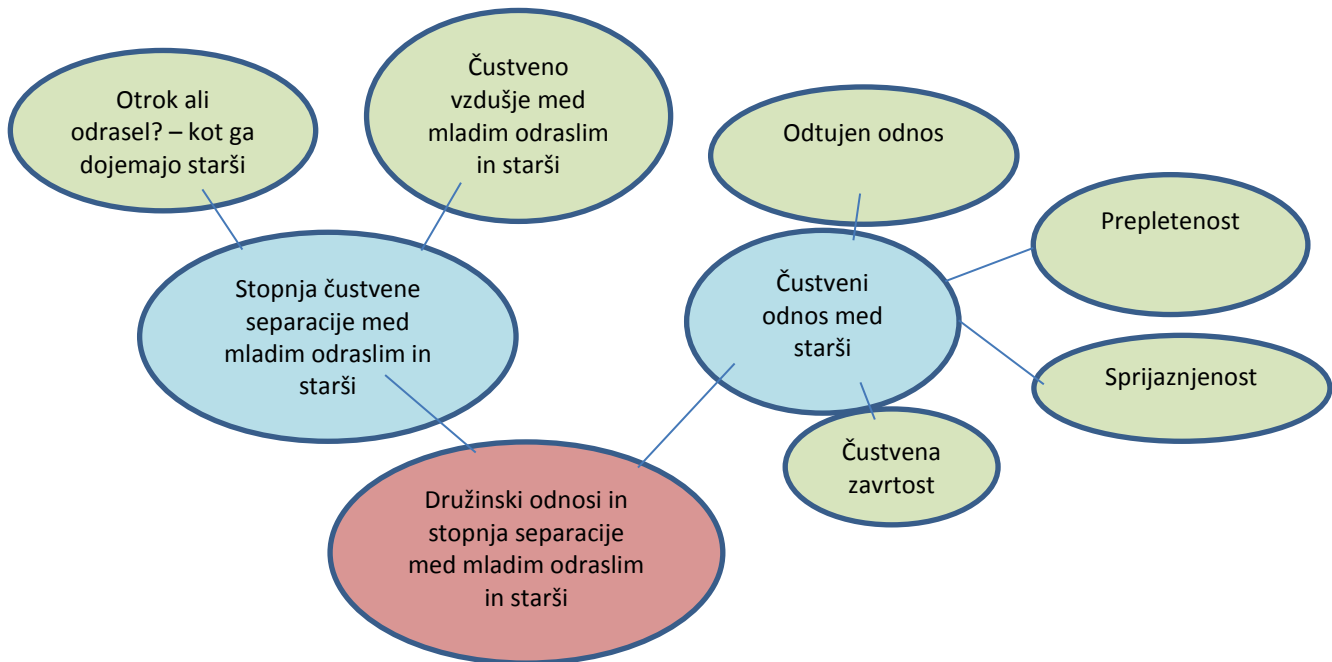 Otrok ali
odrasel? – kot ga
dojemajo starši
Čustveno
vzdušje med
mladim odraslim
in starši
Odtujen odnos
Prepletenost
Stopnja čustvene
separacije med
mladim odraslim in
starši
Čustveni
odnos med
starši
Sprijaznjenost
Čustvena
zavrtost
Družinski odnosi in
stopnja separacije
med mladim odraslim
in starši